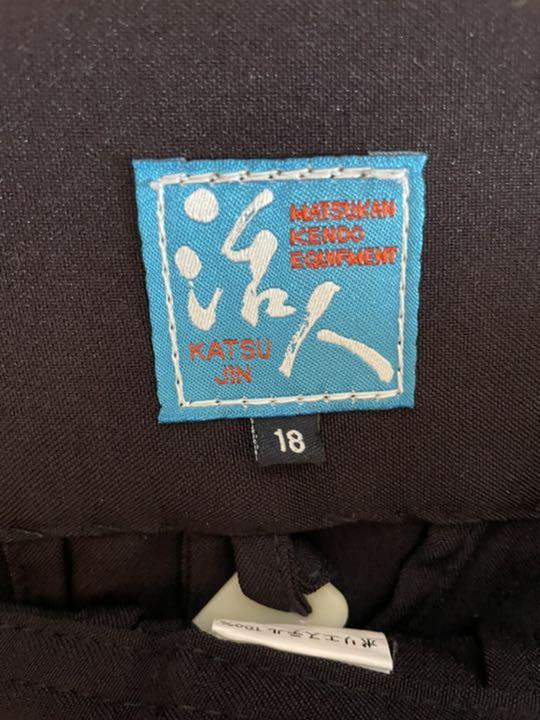 活人
MATSUKAN
KENDO
EQUIPMENT
KATSU
JIN
18
ポリエステル100%